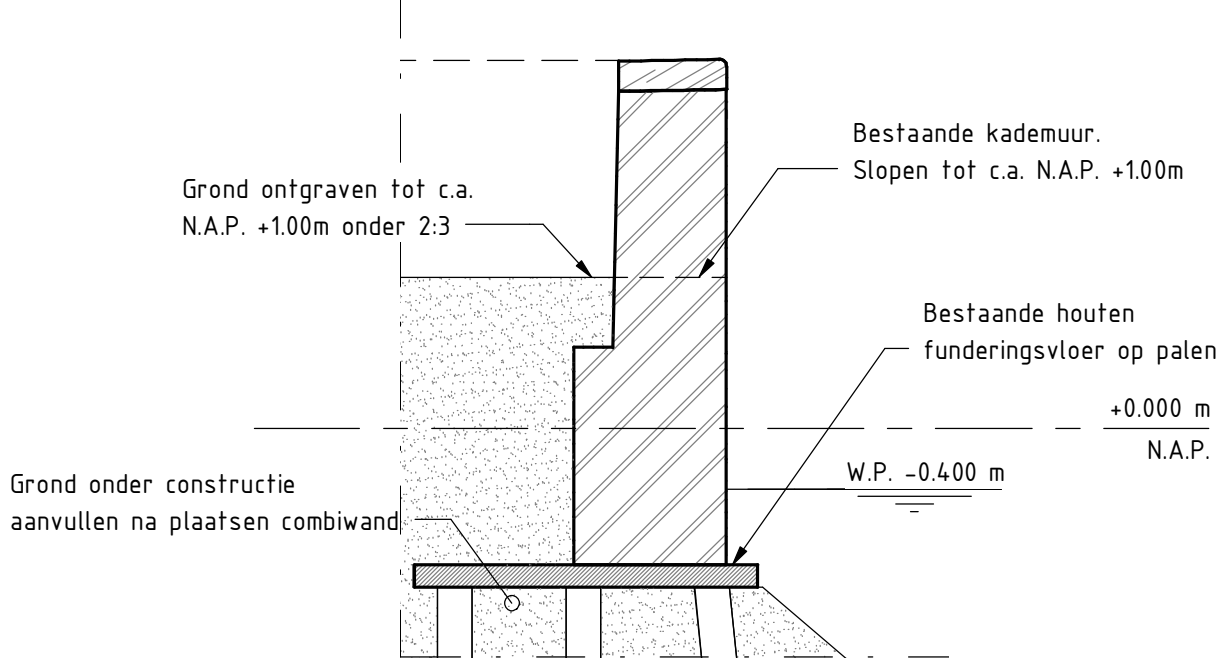 Bestaande kademuur.
Slopen tot c.a. N.A.P. +1.00m
Grond ontgraven tot c.a.
N.A.P. +1.00m onder 2:3
Bestaande houten
funderingsvloer op palen
+0.000 m
N.A.P.
W.P. -0.400 m
Grond onder constructie
aanvullen na plaatsen combiwand